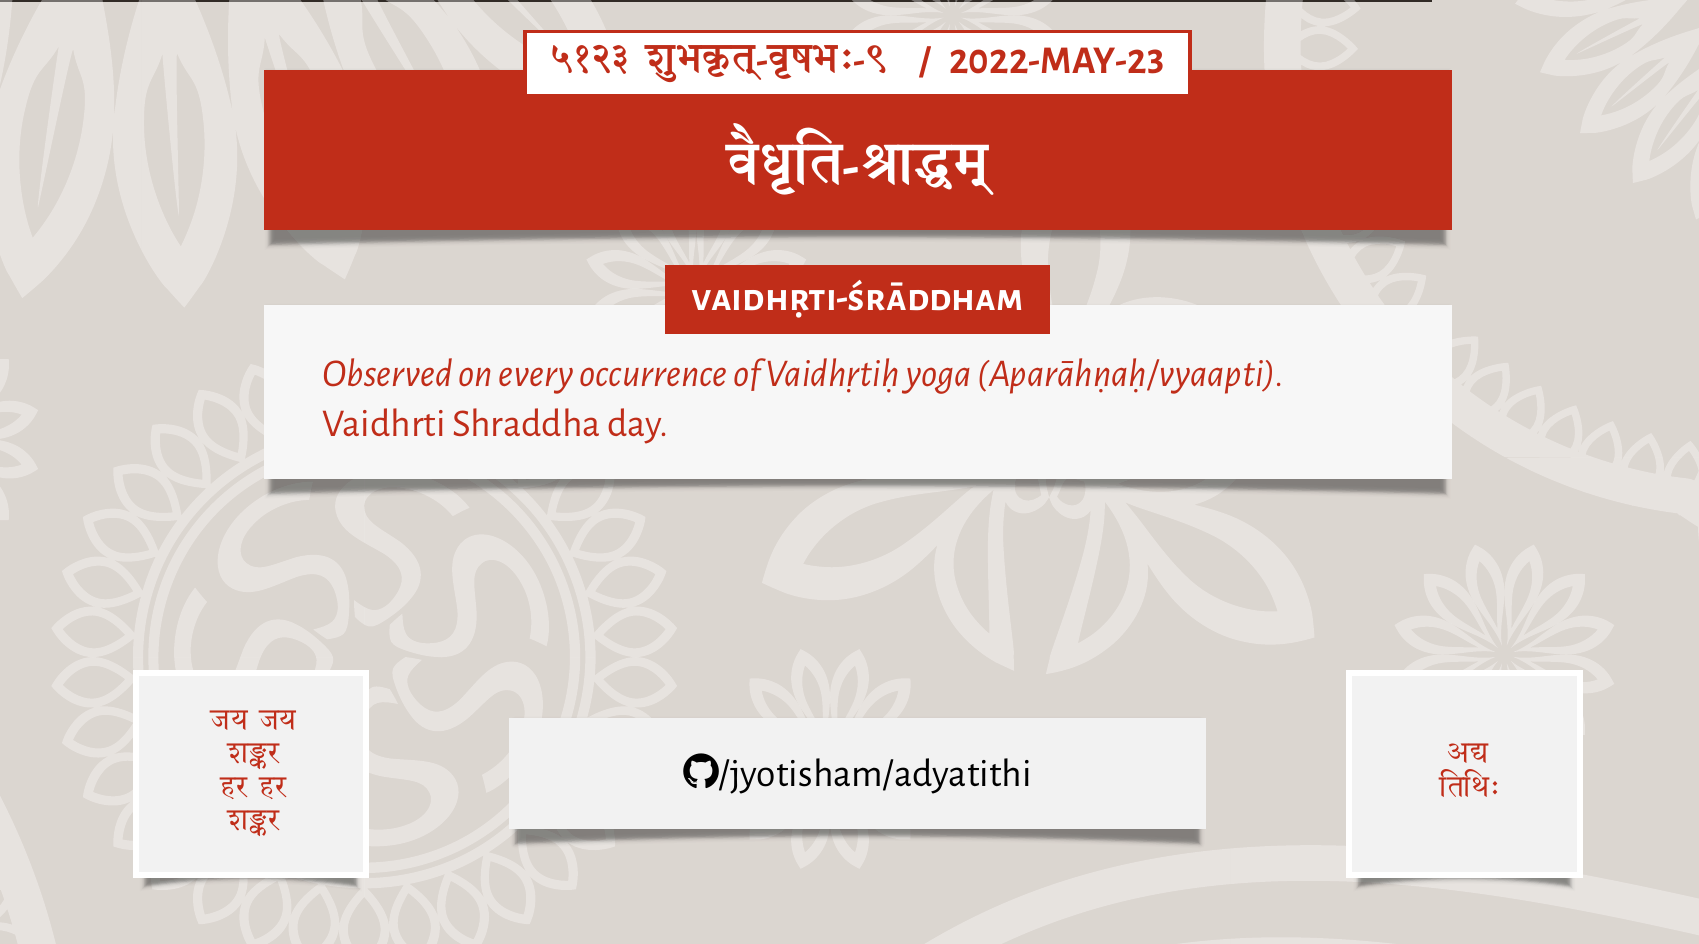 ५१२३ शुभकृत्-वृषभः-९ / 2022-MAY-23
वैधृति-श्राद्धम्
VAIDHṚTI-ŚRĀDDHAM
Observed on every occurrence of Vaidhṛtiḥ yoga (Aparāhṇaḥ/vyaapti).
Vaidhrti Shraddha day.
जय जय
शङ्कर
हर हर
शङ्कर
/jyotisham/adyatithi
अद्य
तिथिः